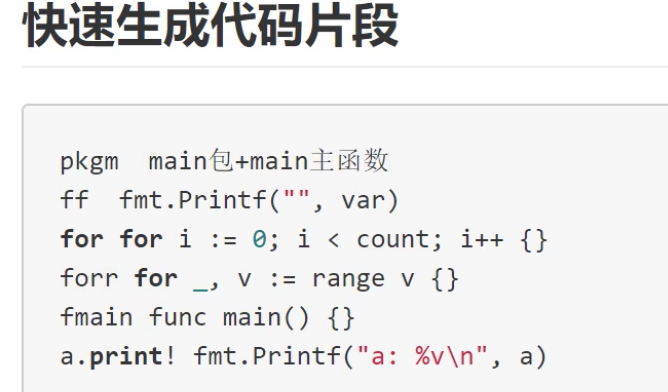 快速生成代码片段
pkgm  main包+main主函数
ff  fmt.Printf("", var)
for for i := 0; i < count; i++ {}
forr for _, v := range v {}
fmain func main() {}
a.print! fmt.Printf("a: %v\n", a)